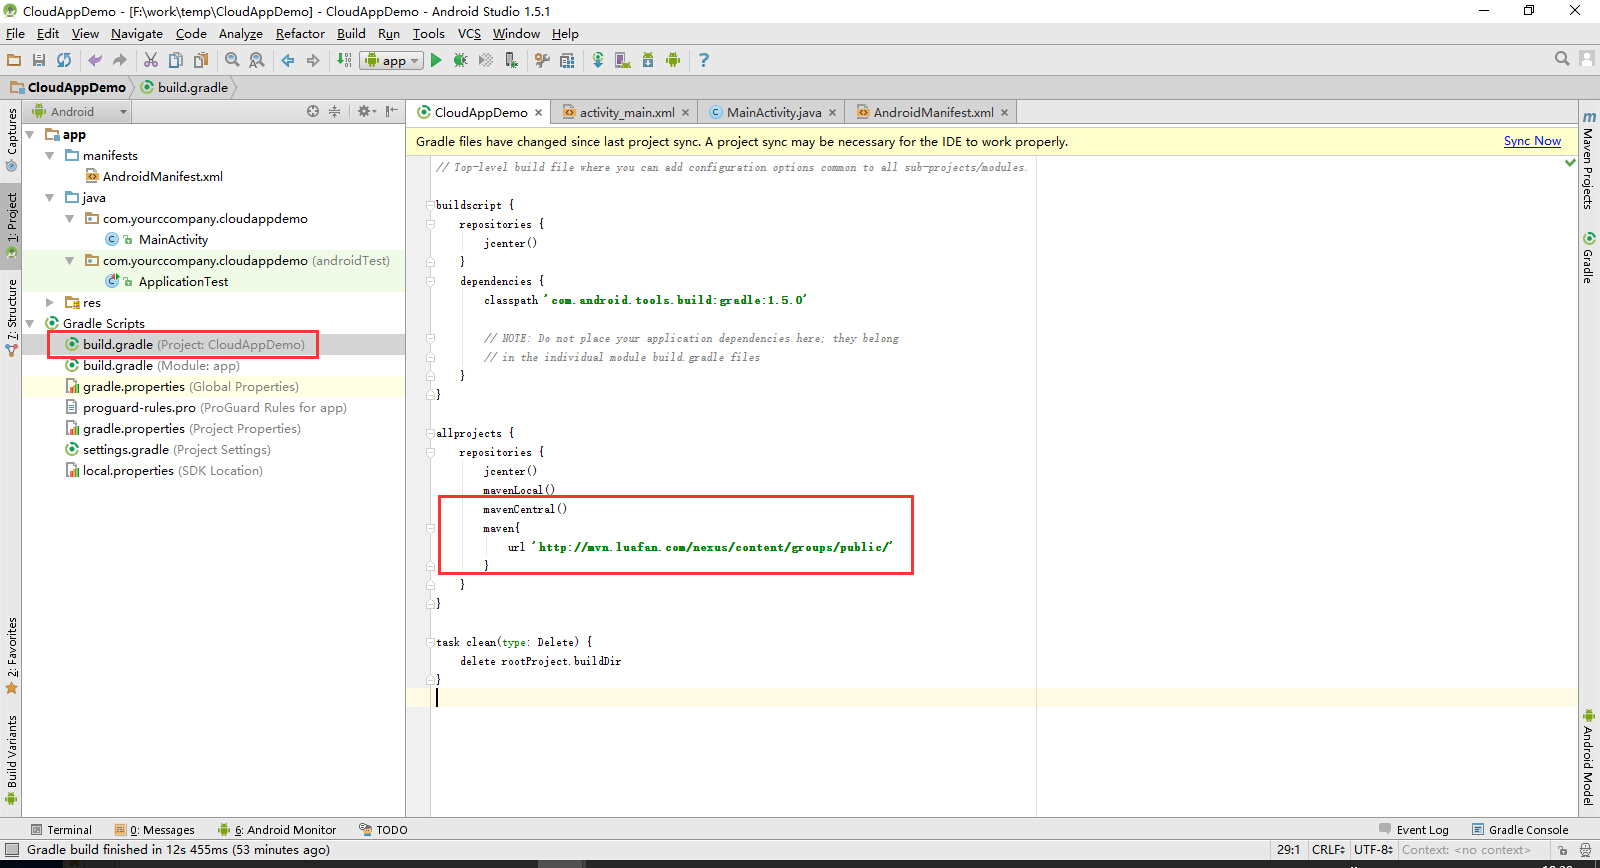 CloudAppDemo - [F:\work\temp\CloudAppDemo] - CloudAppDemo - Android Studio 1.5.1
File Edit View Navigate Code Analyze Refactor Build Run Tools VCS Window Help
app
CloudAppDemo build.gradle
Android
CloudAppDemo activity_main.xml MainActivity.java AndroidManifest.xml
Captures
1: Project
7: Structure
2: Favorites
Build Variants
app
manifests
AndroidManifest.xml
java
com.yourccompany.cloudappdemo
MainActivity
com.yourccompany.cloudappdemo (androidTest)
ApplicationTest
res
Gradle Scripts
build.gradle (Project: CloudAppDemo)
build.gradle (Module: app)
gradle.properties (Global Properties)
proguard-rules.pro (ProGuard Rules for app)
gradle.properties (Project Properties)
settings.gradle (Project Settings)
local.properties (SDK Location)
Gradle files have changed since last project sync. A project sync may be necessary for the IDE to work properly. Sync Now
// Top-level build file where you can add configuration options common to all sub-projects/modules.
buildscript {
repositories {
jcenter()
}
dependencies {
classpath 'com.android.tools.build:gradle:1.5.0'
// NOTE: Do not place your application dependencies here; they belong
// in the individual module build.gradle files
}
}
allprojects {
repositories {
jcenter()
mavenLocal()
mavenCentral()
maven{
url 'http://mvn.luafan.com/nexus/content/groups/public/'
}
}
}
task clean(type: Delete) {
delete rootProject.buildDir
}
m Maven Projects
Gradle
Android Model
Terminal 0: Messages 6: Android Monitor TODO Event Log Gradle Console
Gradle build finished in 12s 455ms (53 minutes ago) 29:1 CRLF UTF-8 Context: <no context>